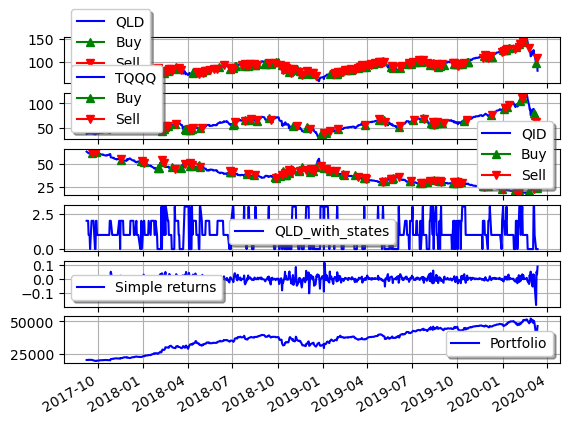 QLD
Buy
Sell
150
100
TQQQ
Buy
Sell
100
50
QID
Buy
Sell
50
25
QLD_with_states
2.5
0.0
Simple returns
0.1
0.0
−0.1
Portfolio
50000
25000
2017-10
2018-01
2018-04
2018-07
2018-10
2019-01
2019-04
2019-07
2019-10
2020-01
2020-04